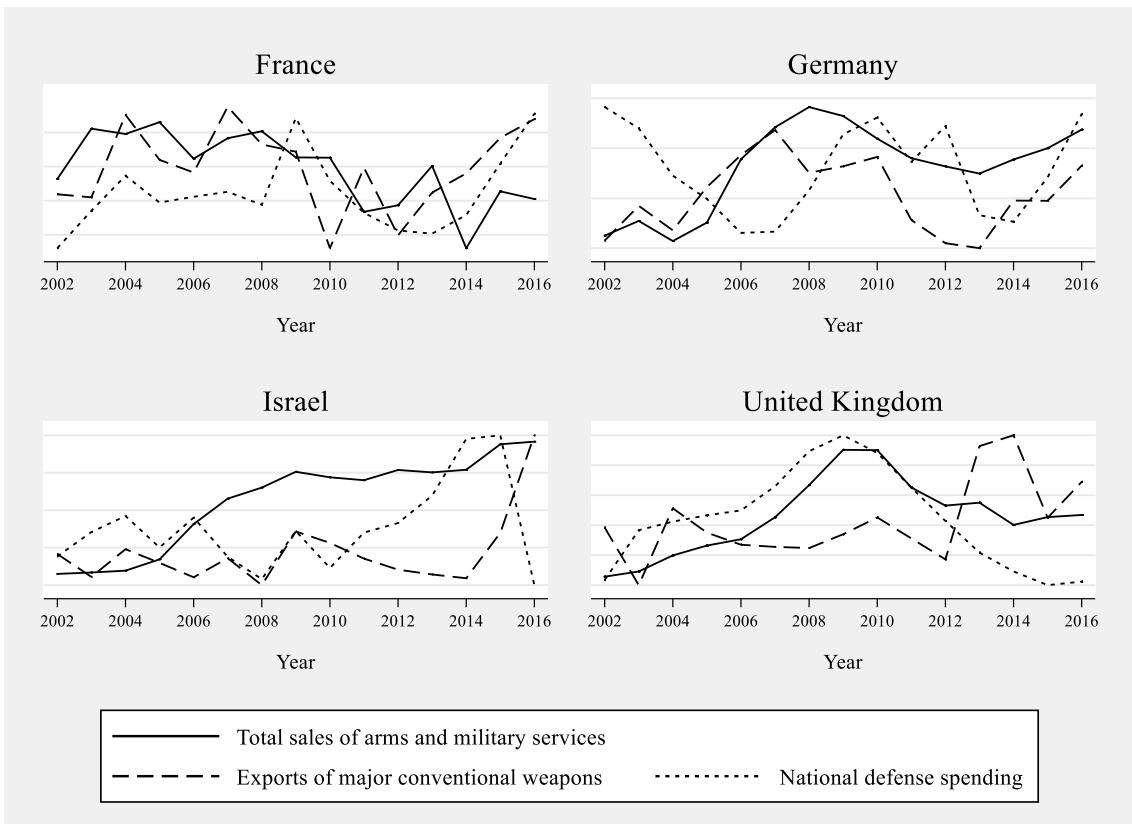 France
Germany
2002 2004 2006 2008 2010 2012 2014 2016
2002 2004 2006 2008 2010 2012 2014 2016
Year
Year
Israel
United Kingdom
2002 2004 2006 2008 2010 2012 2014 2016
2002 2004 2006 2008 2010 2012 2014 2016
Year
Year
Total sales of arms and military services
Exports of major conventional weapons
National defense spending